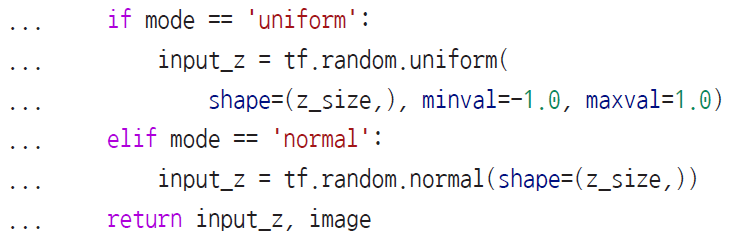 ...     if mode == 'uniform':
...         input_z = tf.random.uniform(
...             shape=(z_size,), minval=-1.0, maxval=1.0)
...     elif mode == 'normal':
...         input_z = tf.random.normal(shape=(z_size,))
...     return input_z, image